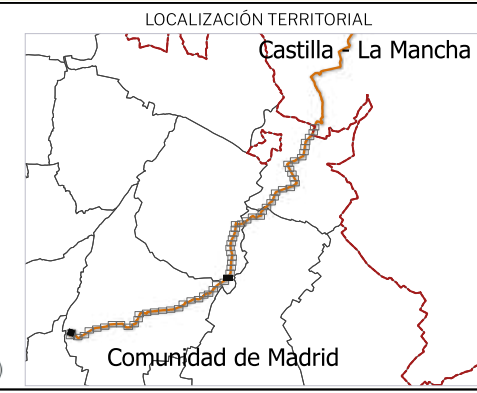 LOCALIZACIÓN TERRITORIAL
Castilla - La Mancha
Comunidad de Madrid